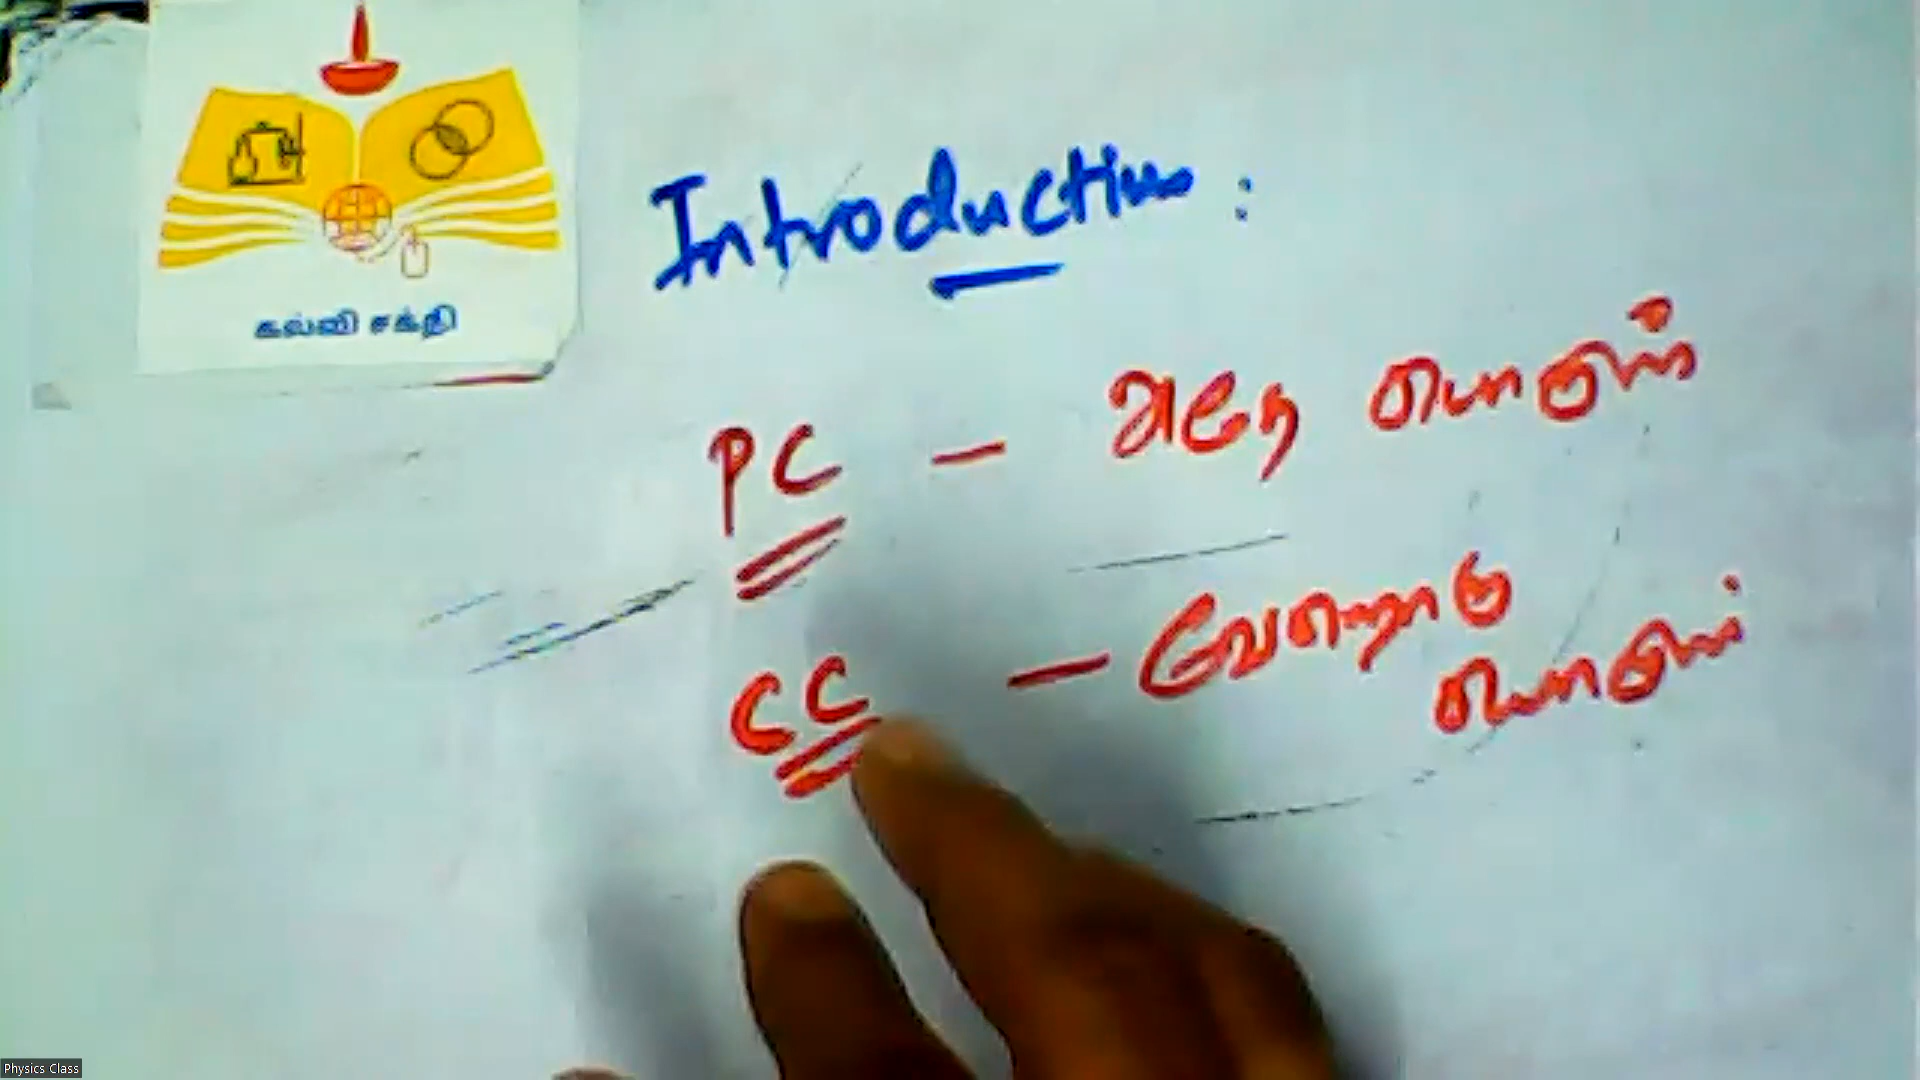 கல்வி சக்தி
Introduction :
PC - அதே பொருள்
CC - வேறொரு
பொருள்
Physics Class